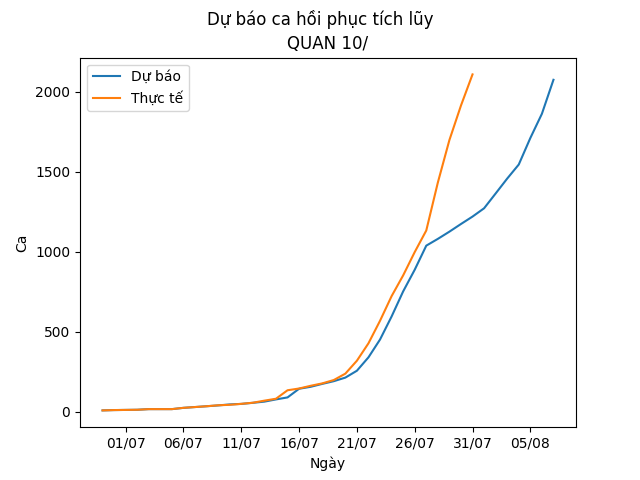 Dự báo ca hồi phục tích lũy
QUAN 10/
Dự báo
Thực tế
2000
1500
1000
500
0
Ca
01/07 06/07 11/07 16/07 21/07 26/07 31/07 05/08
Ngày